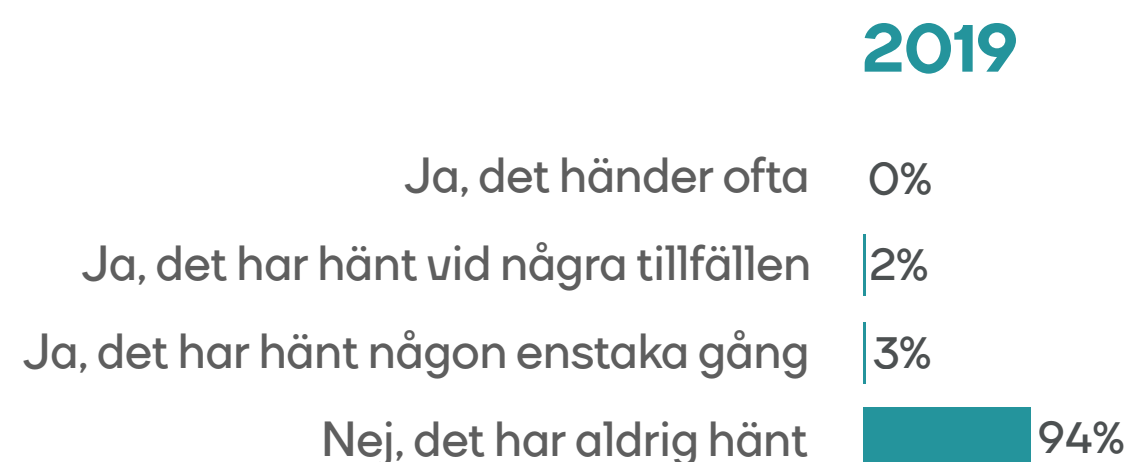 2019
Ja, det händer ofta 0%
Ja, det har hänt vid några tillfällen 2%
Ja, det har hänt någon enstaka gång 3%
Nej, det har aldrig hänt 94%